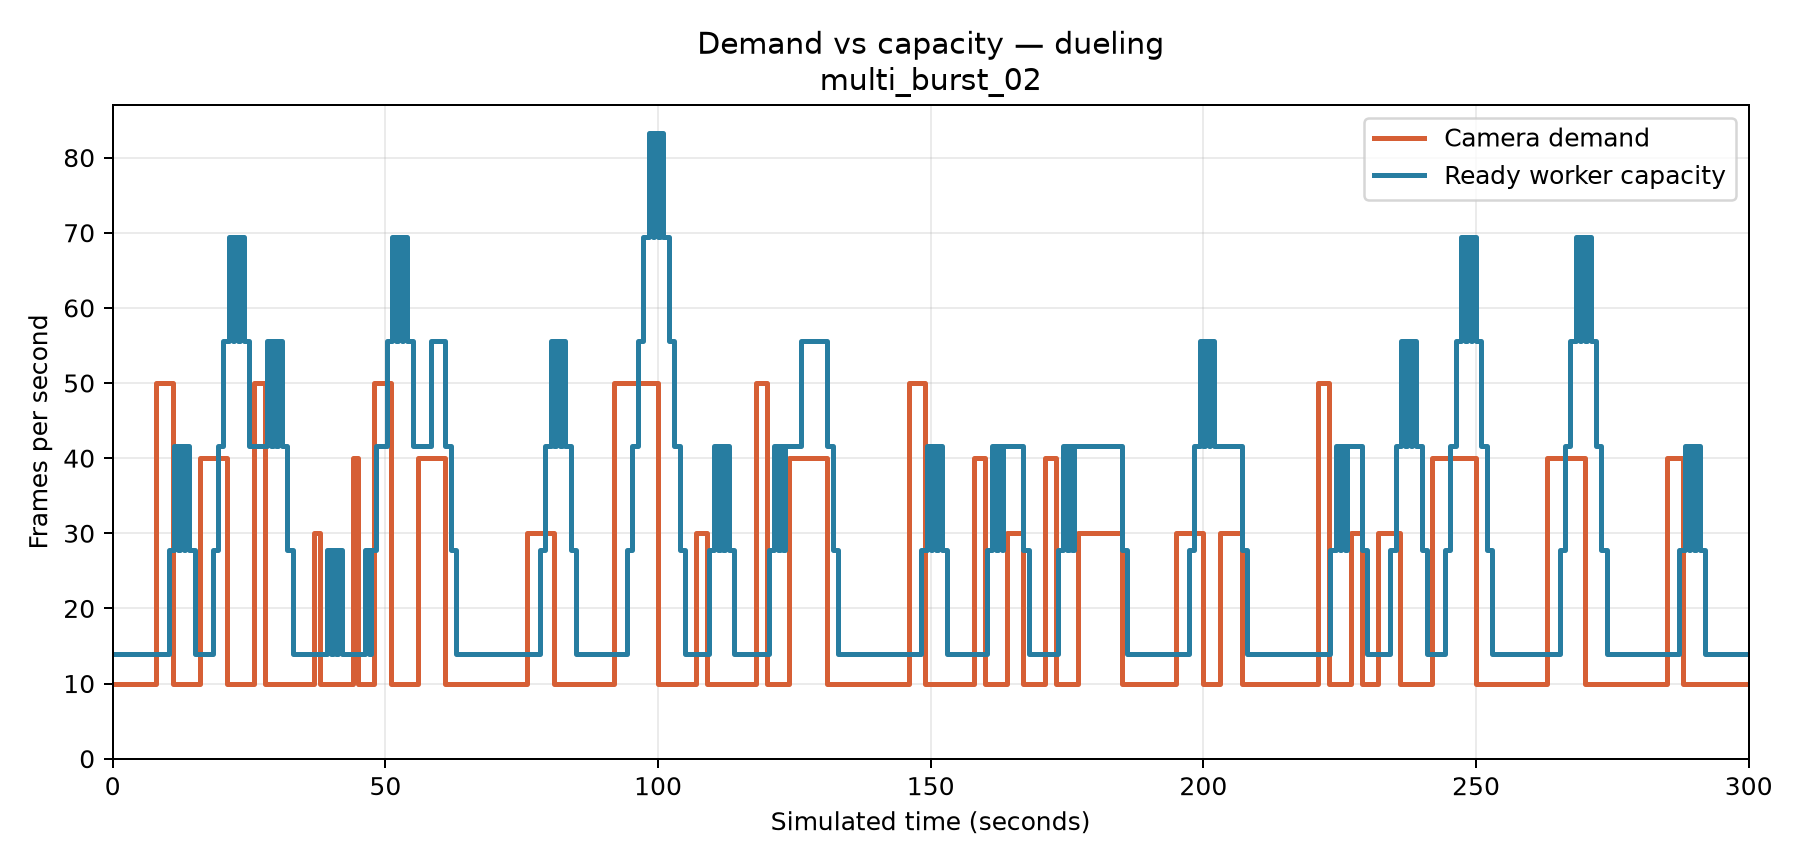 Demand vs capacity — dueling
multi_burst_02
Camera demand
Ready worker capacity
Frames per second
80
70
60
50
40
30
20
10
0
0 50 100 150 200 250 300
Simulated time (seconds)